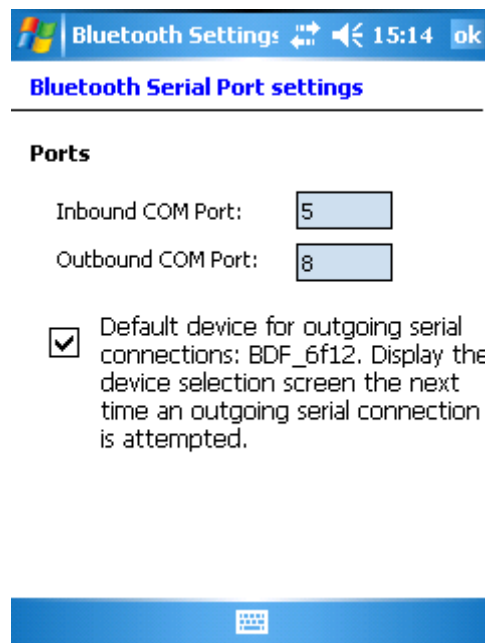 Bluetooth Settings 15:14 ok
Bluetooth Serial Port settings
Ports
Inbound COM Port: 5
Outbound COM Port: 8
Default device for outgoing serial
connections: BDF_6f12. Display the
device selection screen the next
time an outgoing serial connection
is attempted.